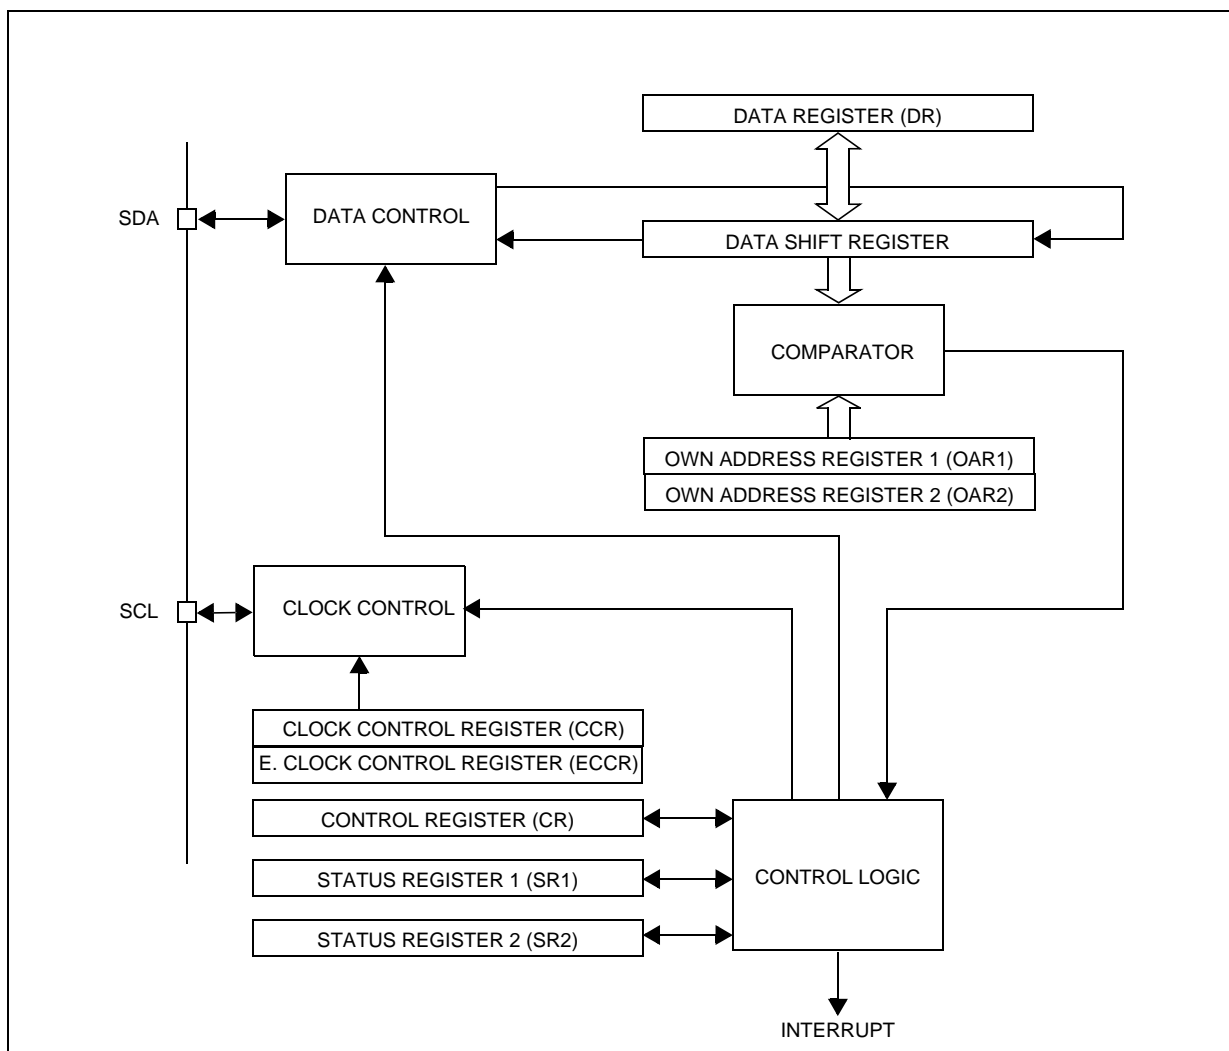 DATA REGISTER (DR)
SDA
DATA CONTROL
DATA SHIFT REGISTER
COMPARATOR
OWN ADDRESS REGISTER 1 (OAR1)
OWN ADDRESS REGISTER 2 (OAR2)
SCL
CLOCK CONTROL
CLOCK CONTROL REGISTER (CCR)
E. CLOCK CONTROL REGISTER (ECCR)
CONTROL REGISTER (CR)
STATUS REGISTER 1 (SR1)
CONTROL LOGIC
STATUS REGISTER 2 (SR2)
INTERRUPT